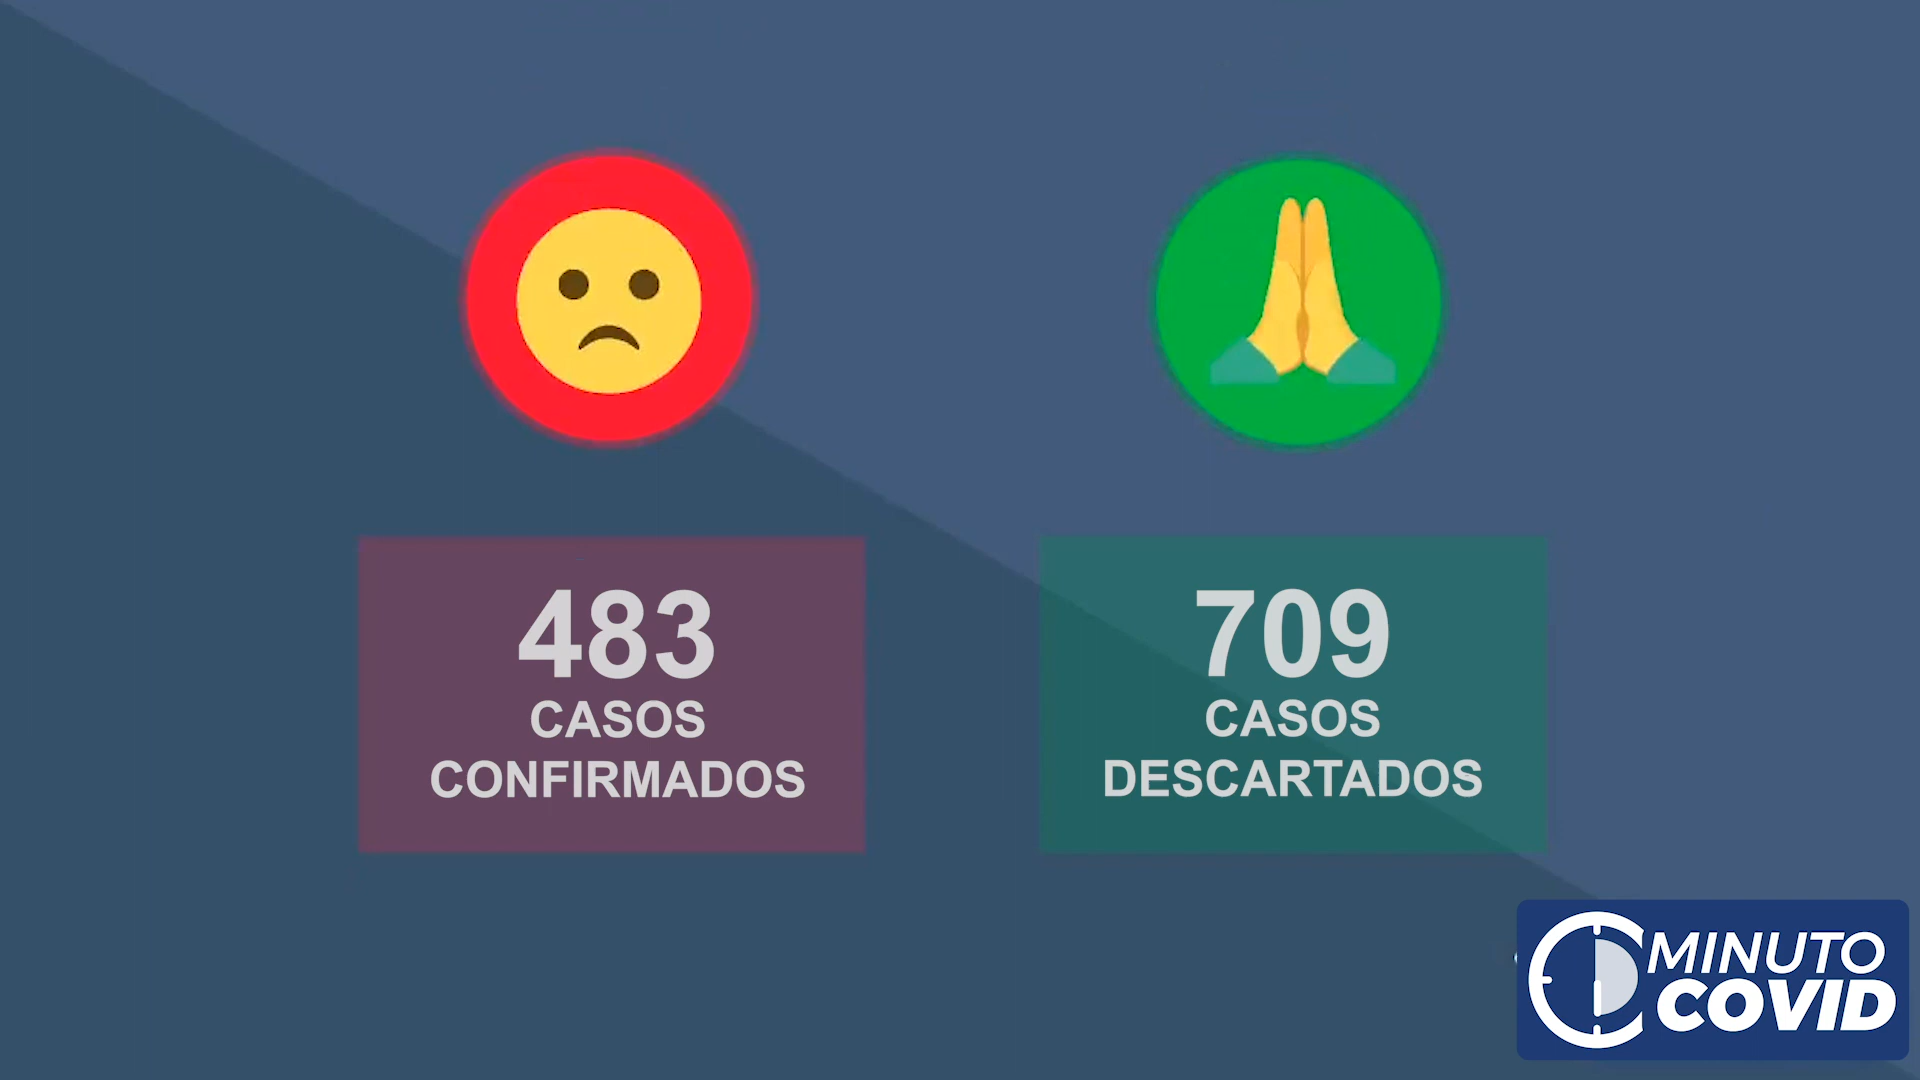 483
CASOS
CONFIRMADOS
709
CASOS
DESCARTADOS
MINUTO
COVID